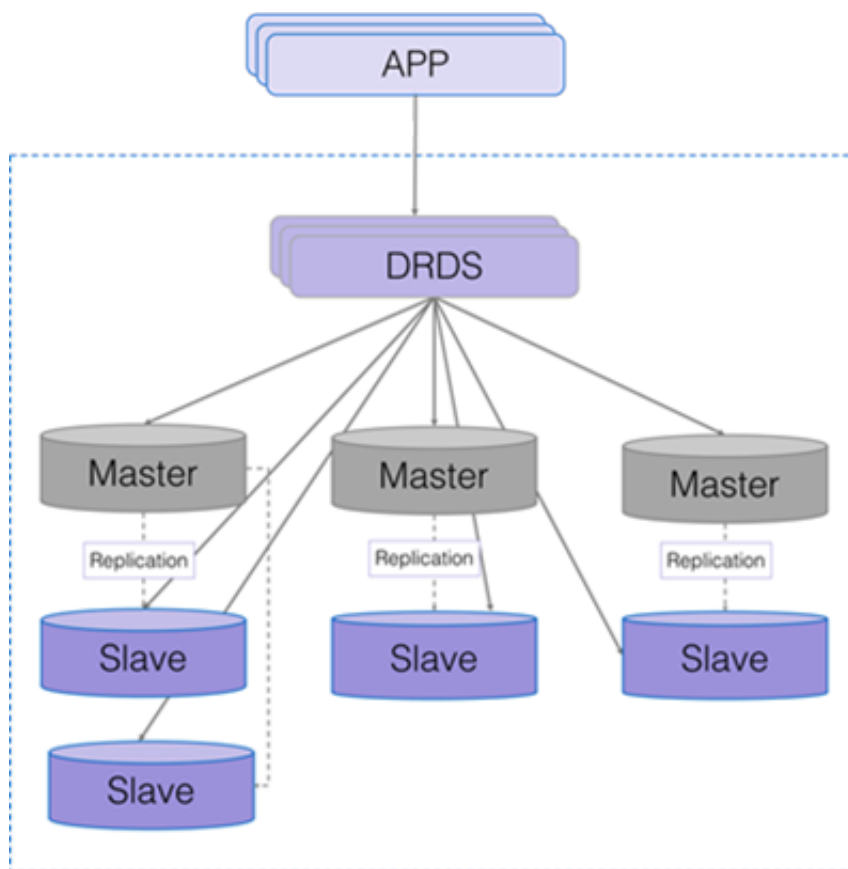 APP
DRDS
Master
Master
Master
Replication
Replication
Replication
Slave
Slave
Slave
Slave